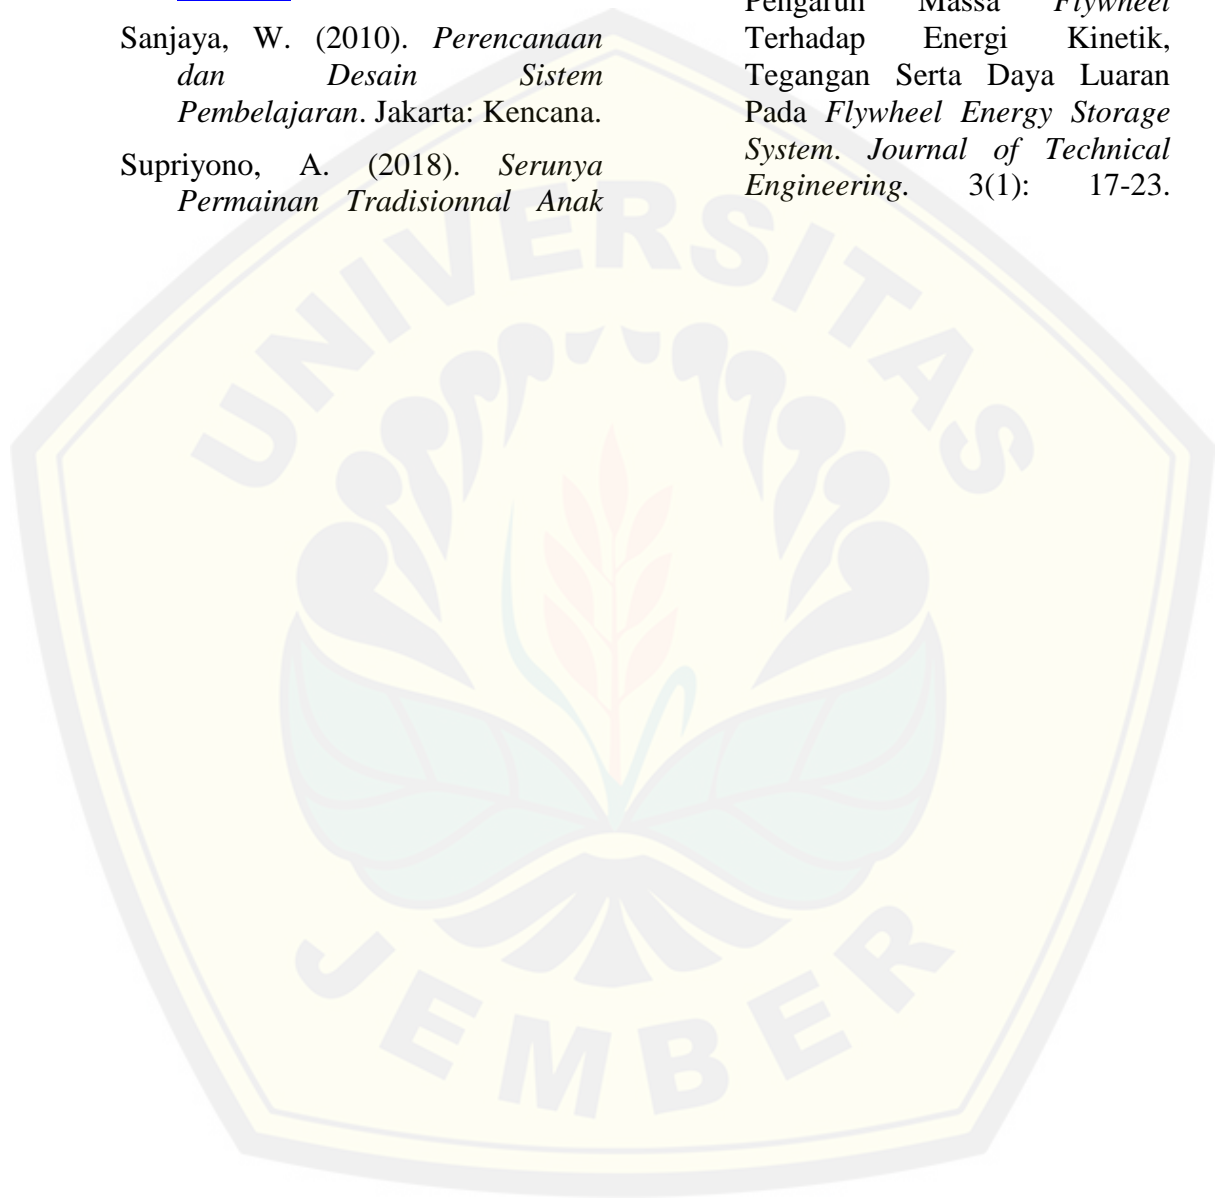 Sanjaya, W. (2010). Perencanaan
dan Desain Sistem
Pembelajaran. Jakarta: Kencana.
Supriyono, A. (2018). Serunya
Permainan Tradisionnal Anak
Pengaruh Massa Flywheel
Terhadap Energi Kinetik,
Tegangan Serta Daya Luaran
Pada Flywheel Energy Storage
System. Journal of Technical
Engineering. 3(1): 17-23.
UNIVERSITAS
JEMBER